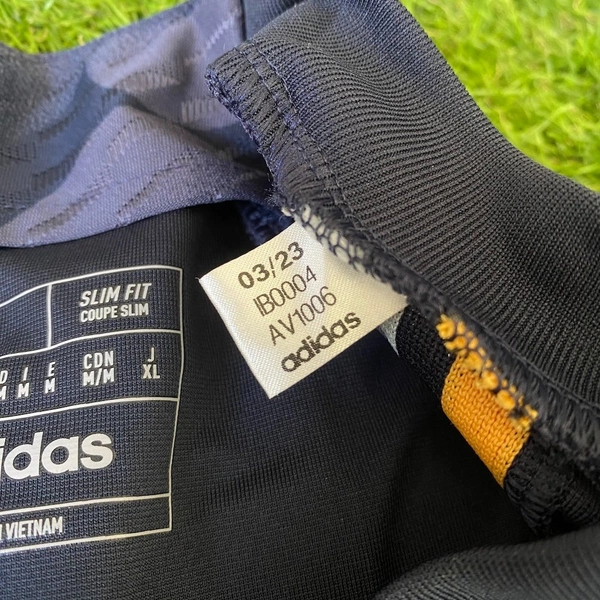 SLIM FIT
COUPE SLIM
D I E CDN J
M M M M/M XL
idas
VIETNAM
03/23
IB0004
AV1006
adidas